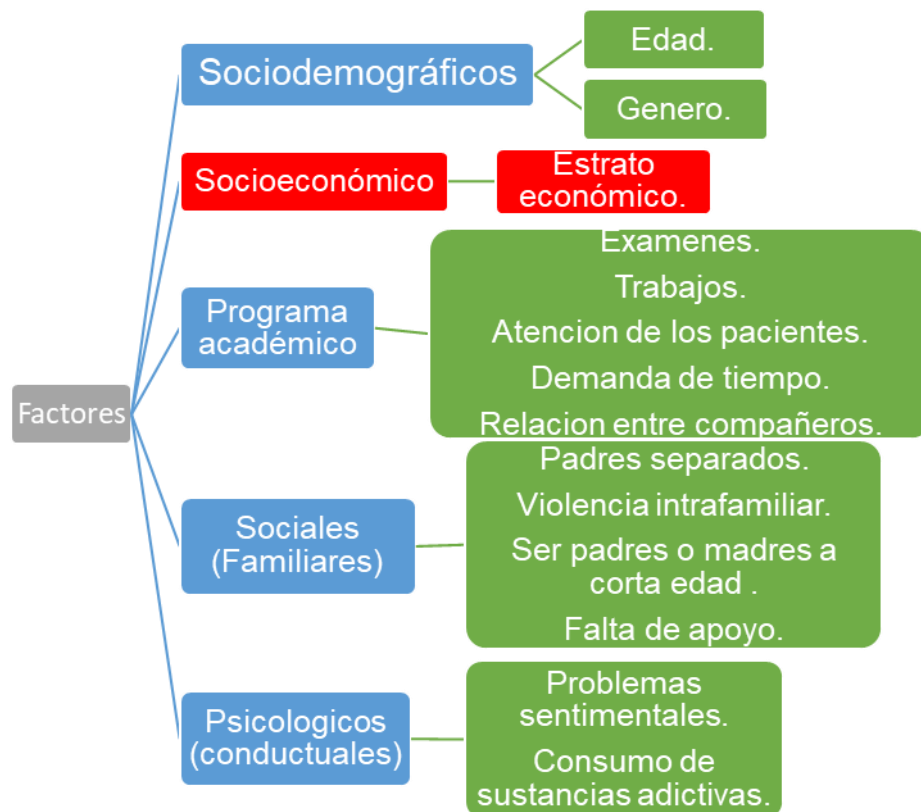 Factores
Sociodemográficos
Edad.
Genero.
Socioeconómico
Estrato
económico.
Programa
académico
Examenes.
Trabajos.
Atencion de los pacientes.
Demanda de tiempo.
Relacion entre compañeros.
Sociales
(Familiares)
Padres separados.
Violencia intrafamiliar.
Ser padres o madres a
corta edad .
Falta de apoyo.
Psicologicos
(conductuales)
Problemas
sentimentales.
Consumo de
sustancias adictivas.